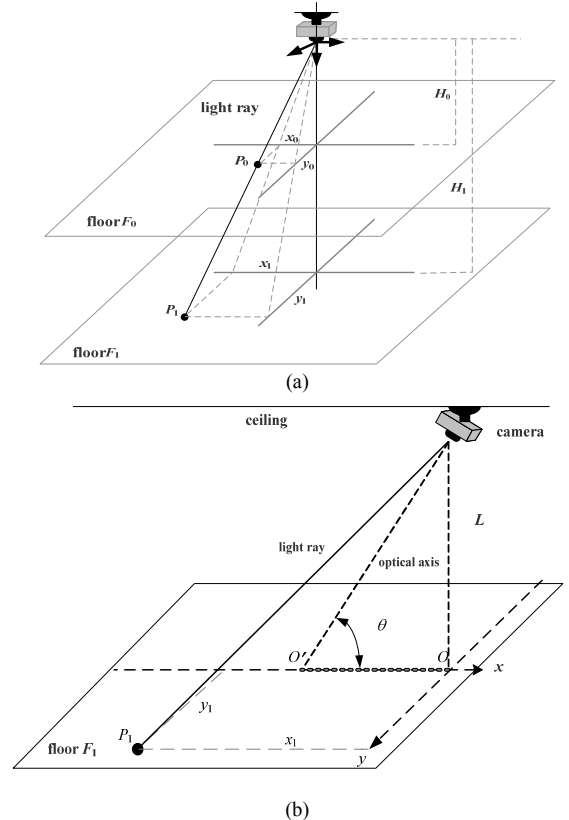 H₀
light ray
x₀
P₀
y₀
H₁
floor F₀
x₁
y₁
P₁
floor F₁
(a)
ceiling
camera
L
light ray
optical axis
θ
O′
O
x
y₁
P₁
x₁
floor F₁
y
(b)